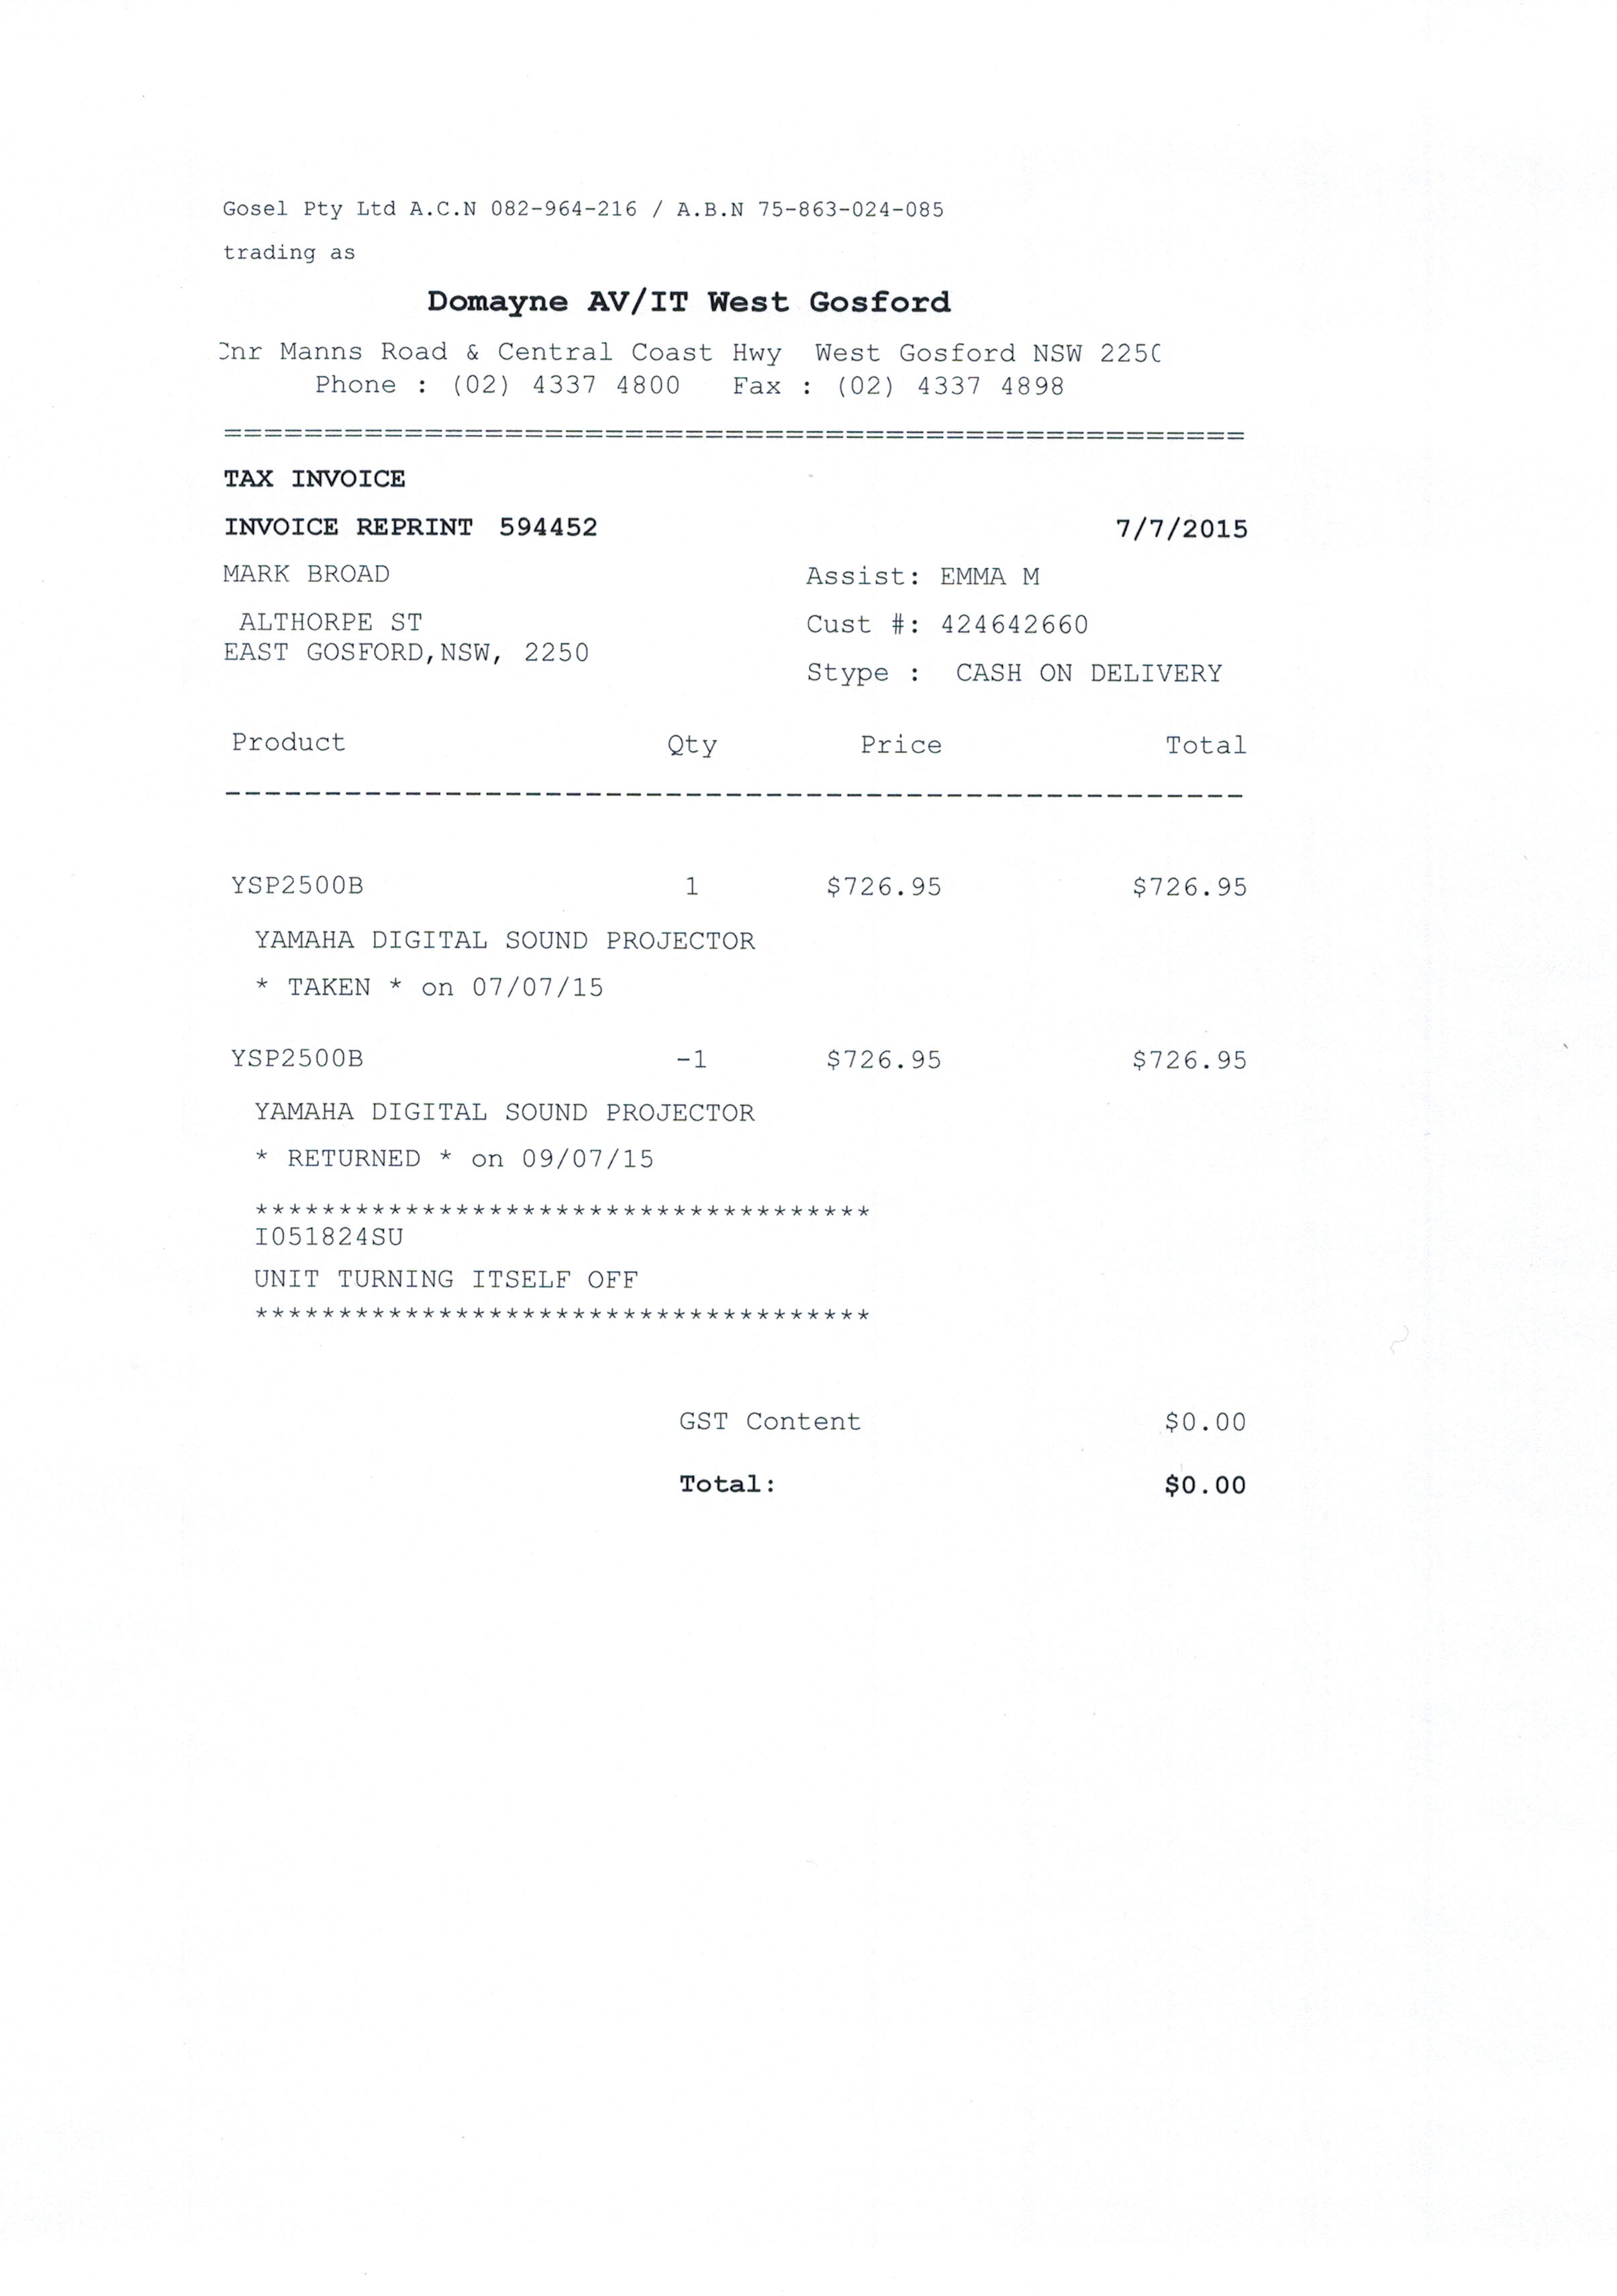 Gosel Pty Ltd A.C.N 082-964-216 / A.B.N 75-863-024-085
trading as
Domayne AV/IT West Gosford
Cnr Manns Road & Central Coast Hwy West Gosford NSW 2250
Phone : (02) 4337 4800 Fax : (02) 4337 4898
===================================================
TAX INVOICE
INVOICE REPRINT 594452 7/7/2015
MARK BROAD Assist: EMMA M
ALTHORPE ST Cust #: 424642660
EAST GOSFORD,NSW, 2250
Stype : CASH ON DELIVERY
Product Qty Price Total
---------------------------------------------------
YSP2500B 1 $726.95 $726.95
YAMAHA DIGITAL SOUND PROJECTOR
* TAKEN * on 07/07/15
YSP2500B -1 $726.95 $726.95
YAMAHA DIGITAL SOUND PROJECTOR
* RETURNED * on 09/07/15
*************************************
I051824SU
UNIT TURNING ITSELF OFF
*************************************
GST Content $0.00
Total: $0.00